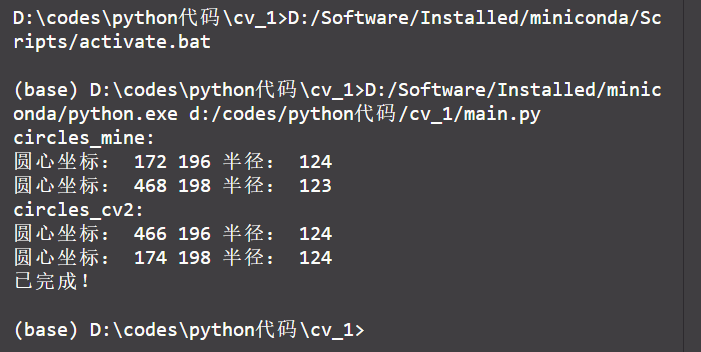 D:\codes\python代码\cv_1>D:/Software/Installed/miniconda/Sc
ripts/activate.bat
(base) D:\codes\python代码\cv_1>D:/Software/Installed/minic
onda/python.exe d:/codes/python代码/cv_1/main.py
circles_mine:
圆心坐标: 172 196 半径: 124
圆心坐标: 468 198 半径: 123
circles_cv2:
圆心坐标: 466 196 半径: 124
圆心坐标: 174 198 半径: 124
已完成!
(base) D:\codes\python代码\cv_1>